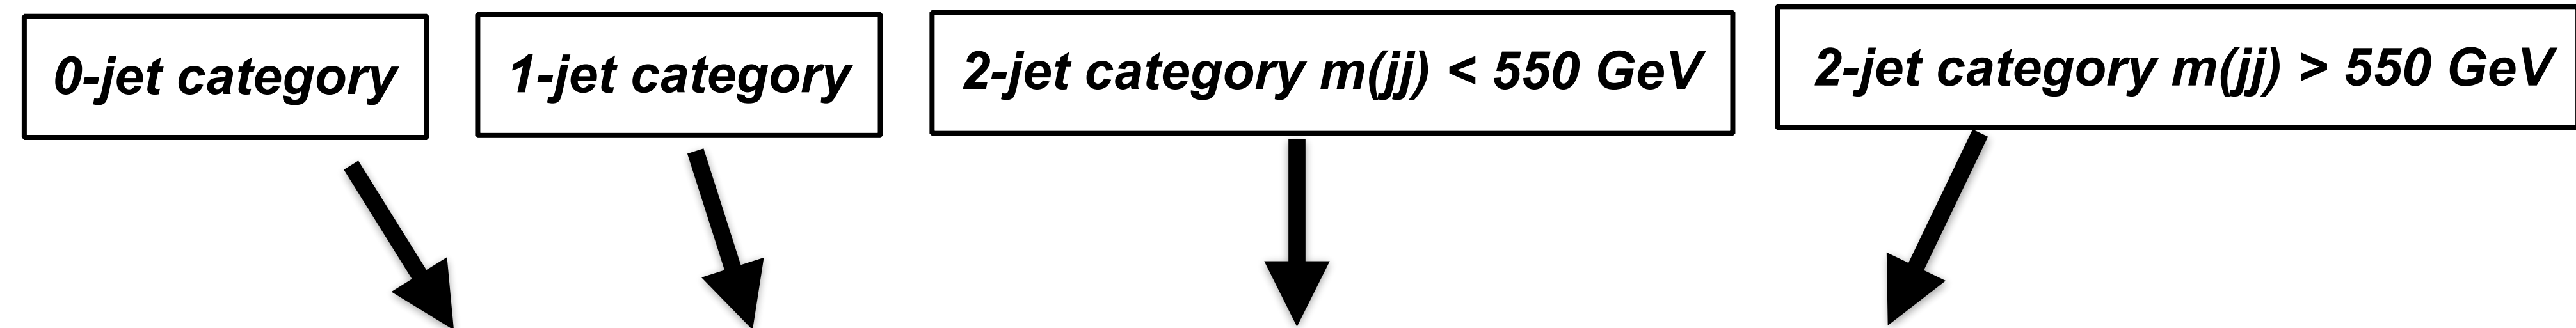 0-jet category
1-jet category
2-jet category m(jj) < 550 GeV
2-jet category m(jj) > 550 GeV